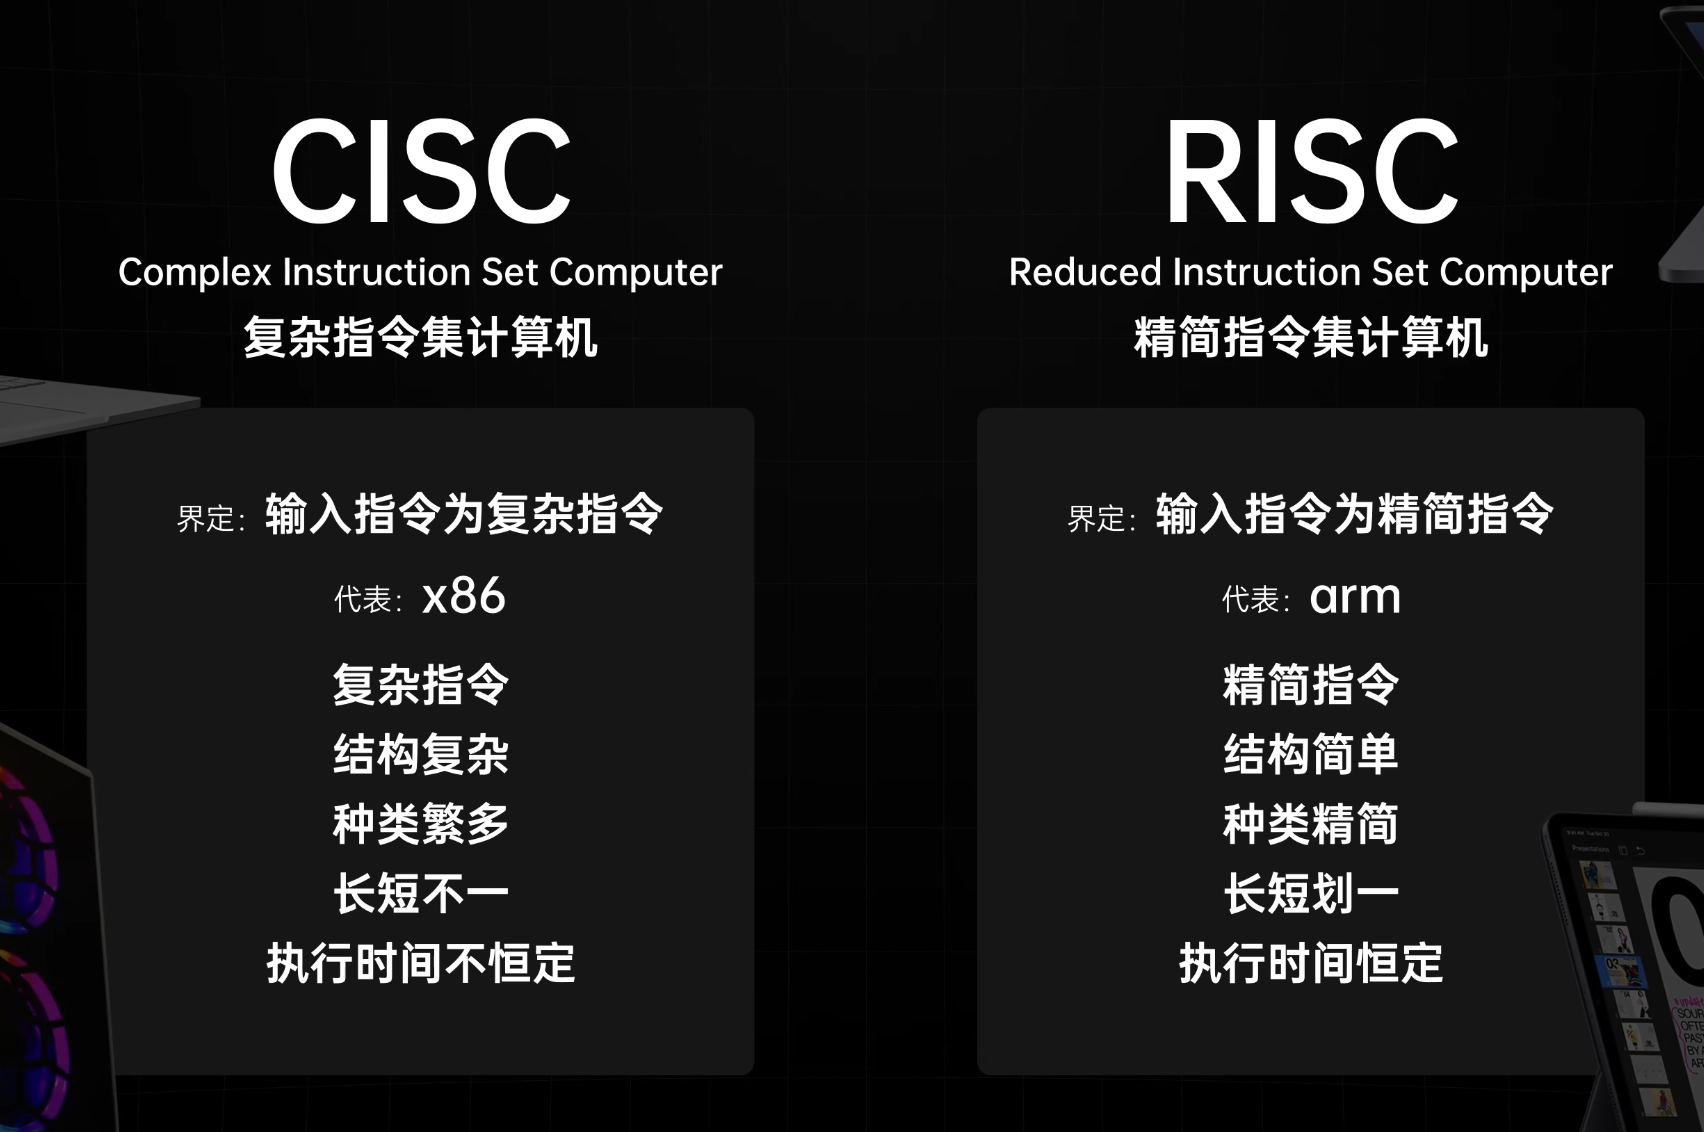 CISC
Complex Instruction Set Computer
复杂指令集计算机
界定：输入指令为复杂指令
代表：x86
复杂指令
结构复杂
种类繁多
长短不一
执行时间不恒定
RISC
Reduced Instruction Set Computer
精简指令集计算机
界定：输入指令为精简指令
代表：arm
精简指令
结构简单
种类精简
长短划一
执行时间恒定
Presentations
03